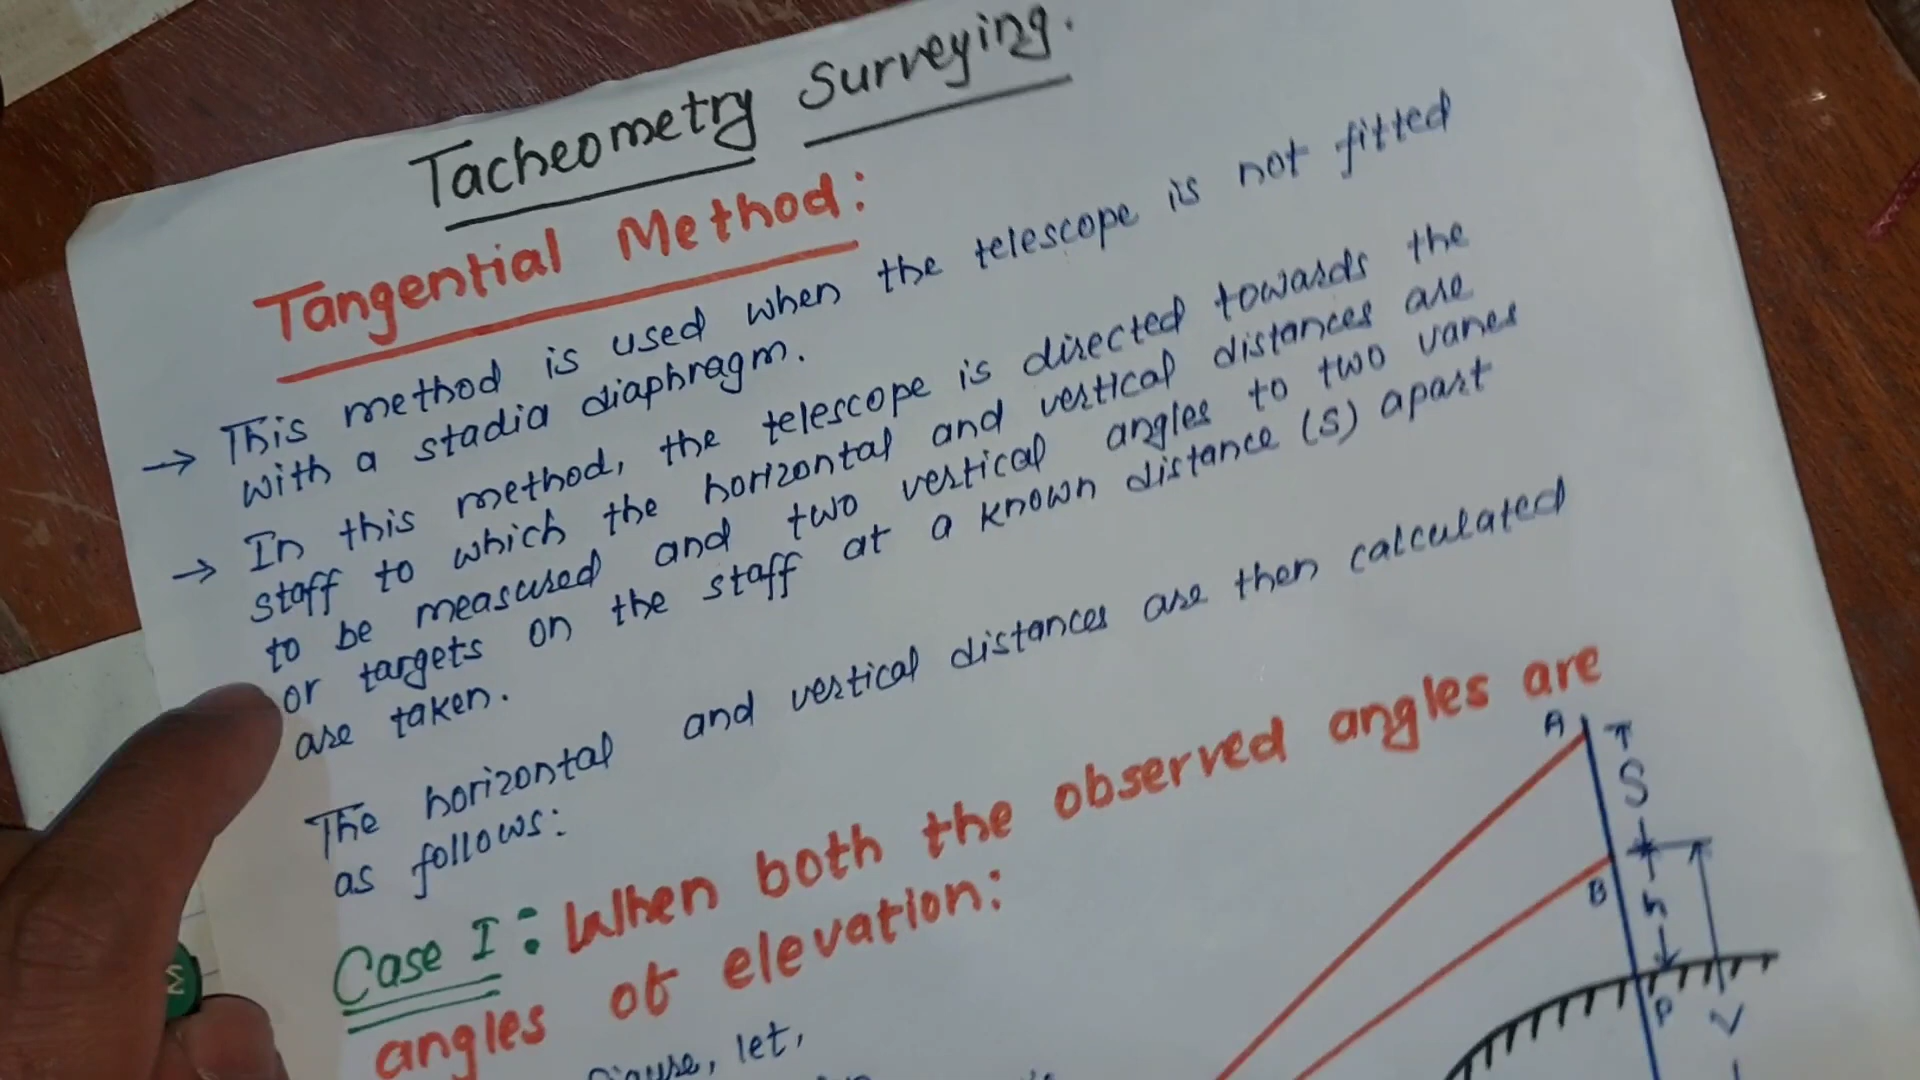 Tacheometry Surveying.
Tangential Method:
→ This method is used when the telescope is not fitted
with a stadia diaphragm.
→ In this method, the telescope is directed towards the
staff to which the horizontal and vertical distances are
to be measured and two vertical angles to two vanes
or targets on the staff at a known distance (S) apart
are taken.
The horizontal and vertical distances are then calculated
as follows:
Case I: When both the observed angles are
angles of elevation:
A
S
B
h
P
V
let,